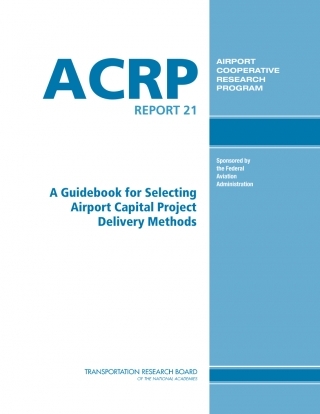 ACRP
REPORT 21
AIRPORT
COOPERATIVE
RESEARCH
PROGRAM
Sponsored by
the Federal
Aviation
Administration
A Guidebook for Selecting
Airport Capital Project
Delivery Methods
TRANSPORTATION RESEARCH BOARD
OF THE NATIONAL ACADEMIES